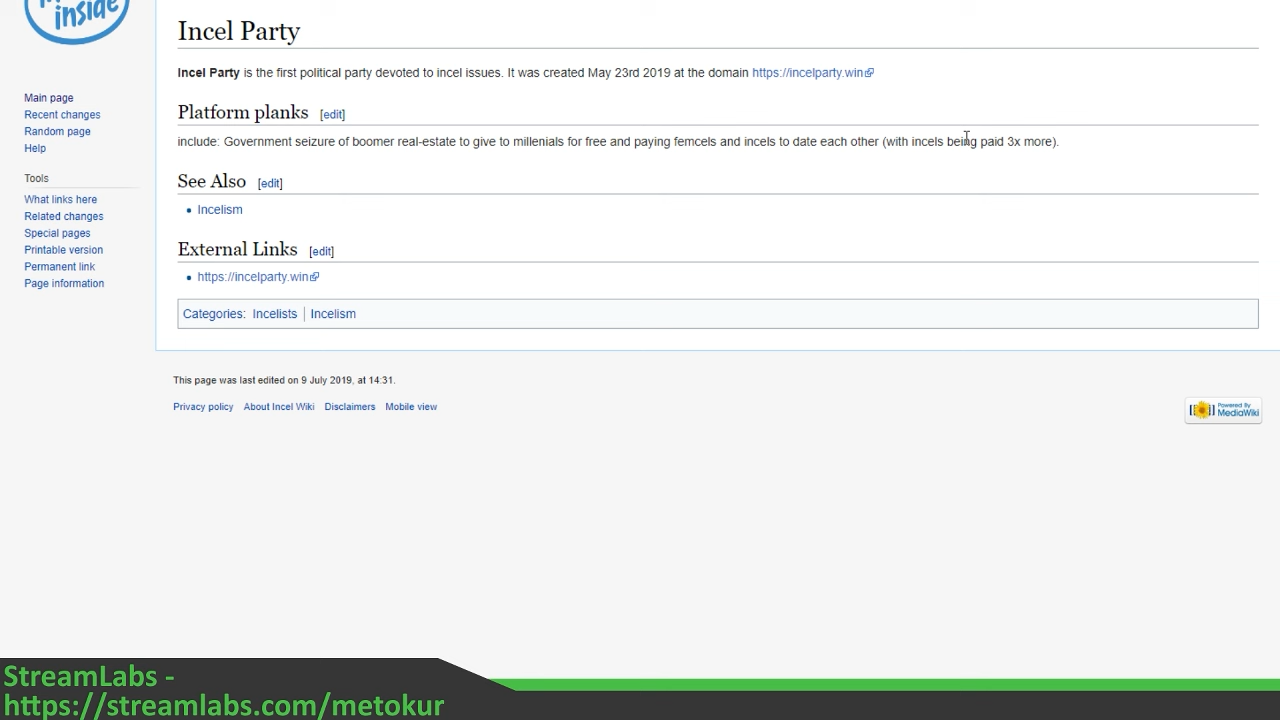 inside
Incel Party
Incel Party is the first political party devoted to incel issues. It was created May 23rd 2019 at the domain https://incelparty.win
Main page
Recent changes
Random page
Help
Tools
What links here
Related changes
Special pages
Printable version
Permanent link
Page information
Platform planks [edit]
include: Government seizure of boomer real-estate to give to millenials for free and paying femcels and incels to date each other (with incels being paid 3x more).
See Also [edit]
Incelism
External Links [edit]
https://incelparty.win
Categories: Incelists | Incelism
This page was last edited on 9 July 2019, at 14:31.
Privacy policy About Incel Wiki Disclaimers Mobile view
Powered By
MediaWiki
StreamLabs -
https://streamlabs.com/metokur